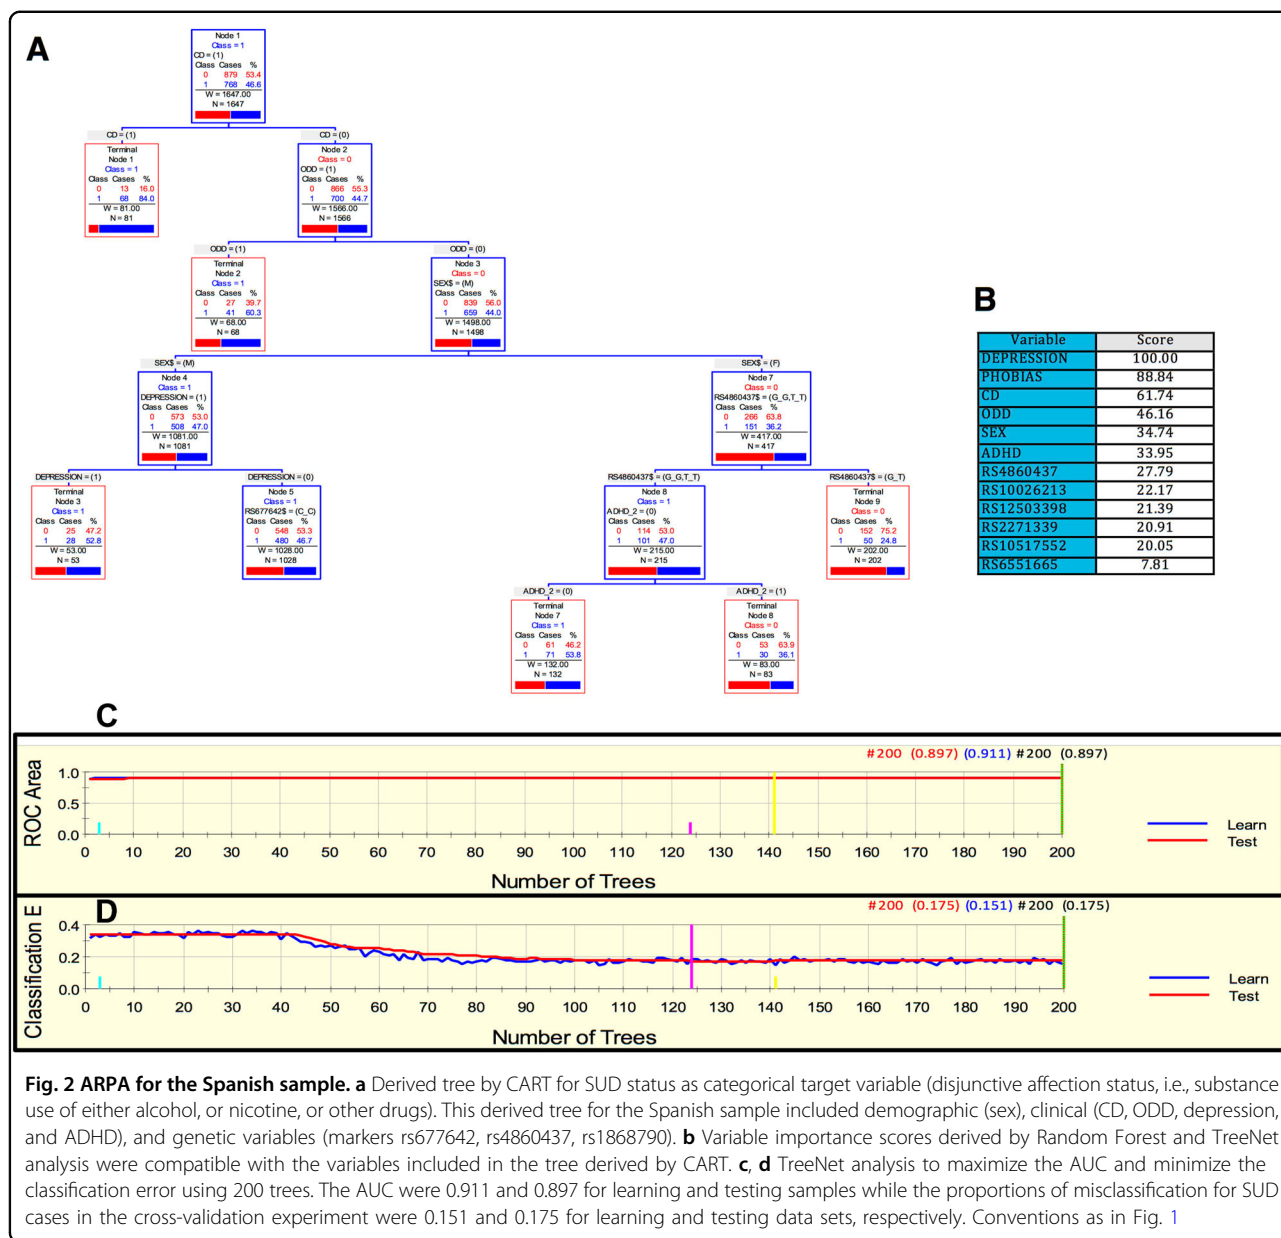 A
Node 1
Class = 1
CD = (1)
Class Cases %
0 879 53.4
1 768 46.6
W = 1647.00
N = 1647
CD = (1)
CD = (0)
Terminal
Node 1
Class = 1
Class Cases %
0 13 16.0
1 68 84.0
W = 81.00
N = 81
Node 2
Class = 0
ODD = (1)
Class Cases %
0 866 55.3
1 700 44.7
W = 1566.00
N = 1566
ODD = (1)
ODD = (0)
Terminal
Node 2
Class = 1
Class Cases %
0 27 39.7
1 41 60.3
W = 68.00
N = 68
Node 3
Class = 0
SEX$ = (M)
Class Cases %
0 839 56.0
1 659 44.0
W = 1498.00
N = 1498
SEX$ = (M)
SEX$ = (F)
Node 4
Class = 1
DEPRESSION = (1)
Class Cases %
0 573 53.0
1 508 47.0
W = 1081.00
N = 1081
Node 7
Class = 0
RS4860437$ = (G_G,T_T)
Class Cases %
0 266 63.8
1 151 36.2
W = 417.00
N = 417
DEPRESSION = (1)
DEPRESSION = (0)
RS4860437$ = (G_G,T_T)
RS4860437$ = (G_T)
Terminal
Node 3
Class = 1
Class Cases %
0 25 47.2
1 28 52.8
W = 53.00
N = 53
Node 5
Class = 1
RS677642$ = (C_C)
Class Cases %
0 548 53.3
1 480 46.7
W = 1028.00
N = 1028
Node 8
Class = 1
ADHD_2 = (0)
Class Cases %
0 114 53.0
1 101 47.0
W = 215.00
N = 215
Terminal
Node 9
Class = 0
Class Cases %
0 152 75.2
1 50 24.8
W = 202.00
N = 202
ADHD_2 = (0)
ADHD_2 = (1)
Terminal
Node 7
Class = 1
Class Cases %
0 61 46.2
1 71 53.8
W = 132.00
N = 132
Terminal
Node 8
Class = 0
Class Cases %
0 53 63.9
1 30 36.1
W = 83.00
N = 83
B
Variable Score
DEPRESSION 100.00
PHOBIAS 88.84
CD 61.74
ODD 46.16
SEX 34.74
ADHD 33.95
RS4860437 27.79
RS10026213 22.17
RS12503398 21.39
RS2271339 20.91
RS10517552 20.05
RS6551665 7.81
C
#200 (0.897) (0.911) #200 (0.897)
ROC Area
1.0
0.5
0.0
0 10 20 30 40 50 60 70 80 90 100 110 120 130 140 150 160 170 180 190 200
Number of Trees
Learn
Test
D
#200 (0.175) (0.151) #200 (0.175)
Classification E
0.4
0.2
0.0
0 10 20 30 40 50 60 70 80 90 100 110 120 130 140 150 160 170 180 190 200
Number of Trees
Learn
Test
Fig. 2 ARPA for the Spanish sample. a Derived tree by CART for SUD status as categorical target variable (disjunctive affection status, i.e., substance
use of either alcohol, or nicotine, or other drugs). This derived tree for the Spanish sample included demographic (sex), clinical (CD, ODD, depression,
and ADHD), and genetic variables (markers rs677642, rs4860437, rs1868790). b Variable importance scores derived by Random Forest and TreeNet
analysis were compatible with the variables included in the tree derived by CART. c, d TreeNet analysis to maximize the AUC and minimize the
classification error using 200 trees. The AUC were 0.911 and 0.897 for learning and testing samples while the proportions of misclassification for SUD
cases in the cross-validation experiment were 0.151 and 0.175 for learning and testing data sets, respectively. Conventions as in Fig. 1